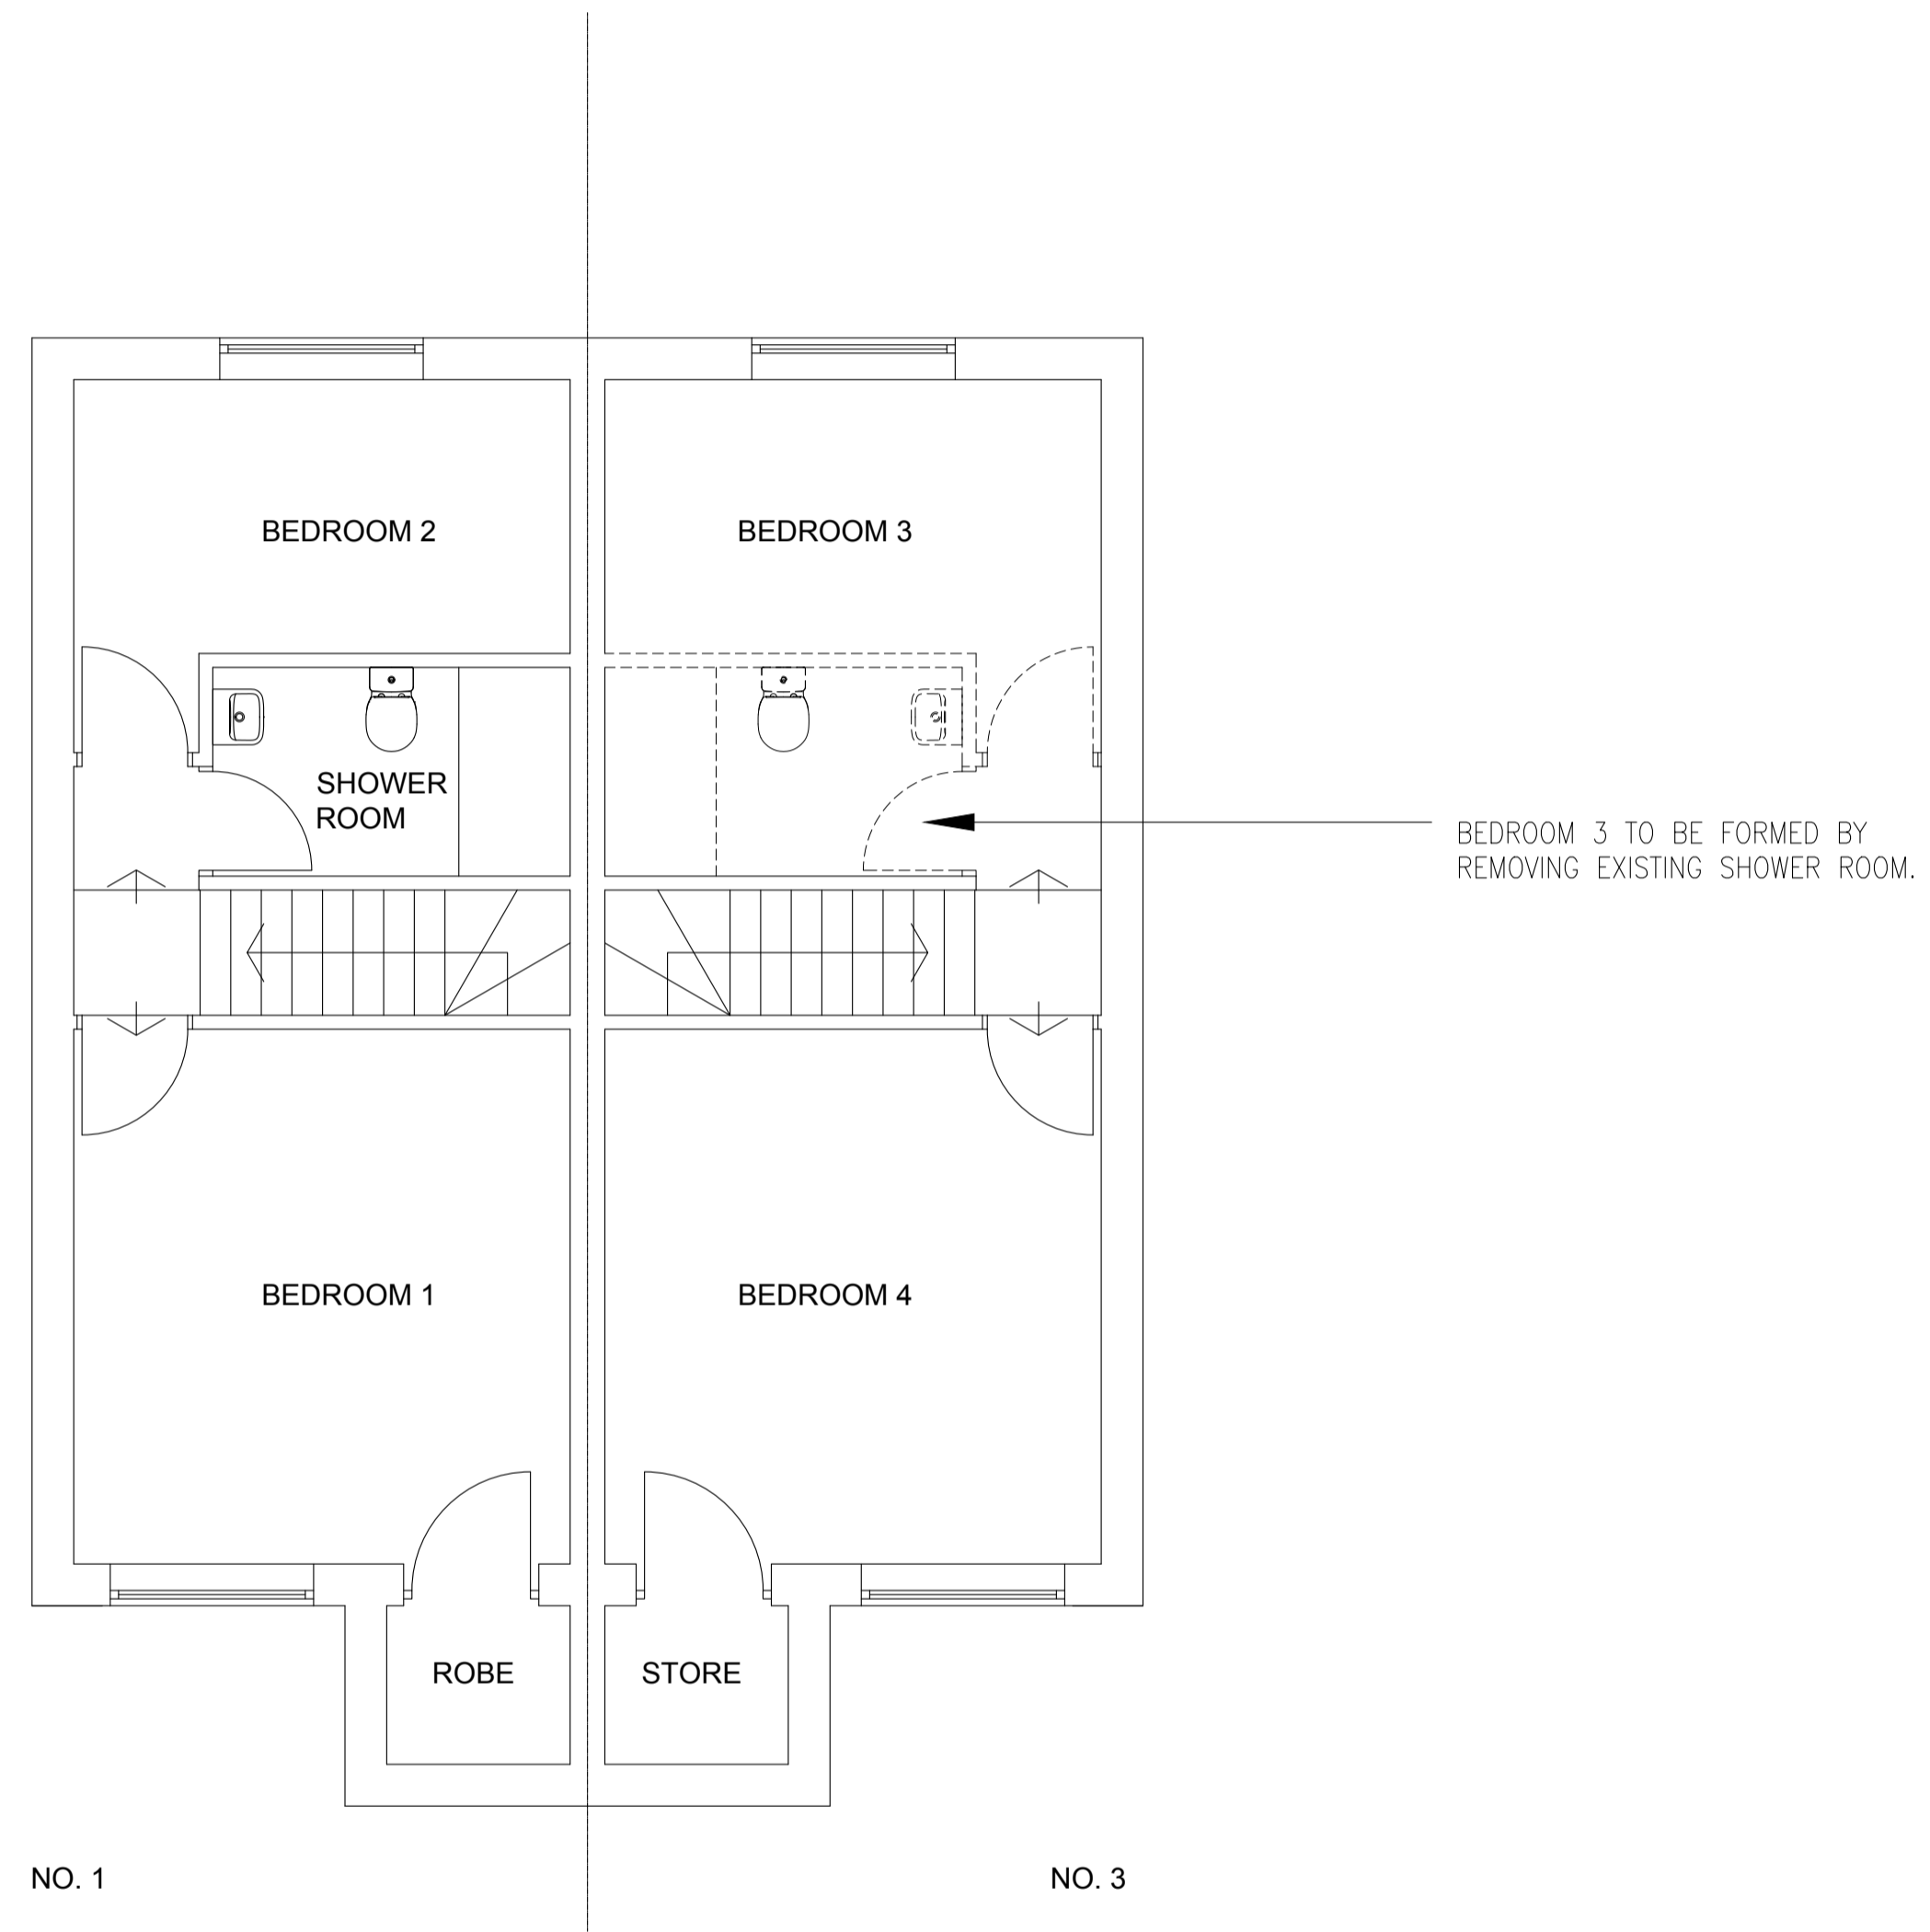 BEDROOM 2
BEDROOM 3
SHOWER
ROOM
BEDROOM 3 TO BE FORMED BY
REMOVING EXISTING SHOWER ROOM.
BEDROOM 1
BEDROOM 4
ROBE
STORE
NO. 1
NO. 3